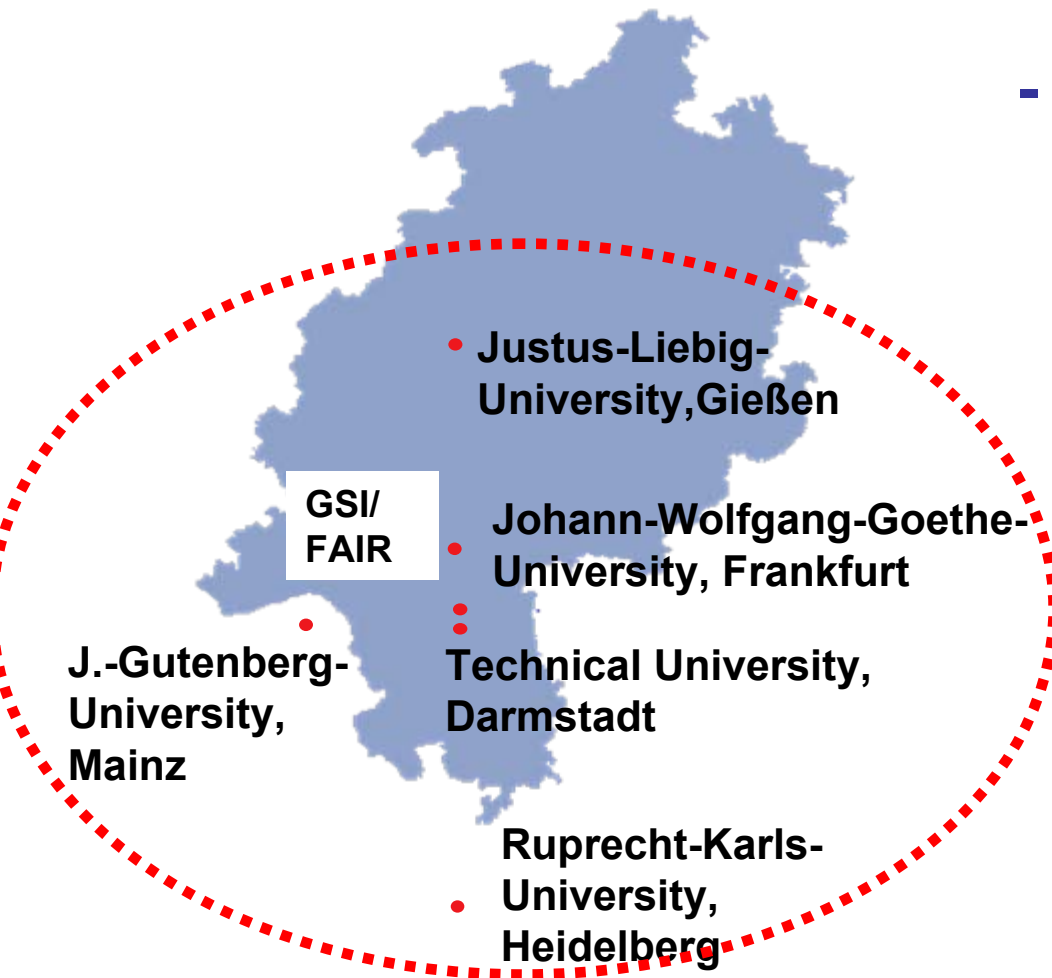 -
Justus-Liebig-
University,Gießen
GSI/
FAIR
Johann-Wolfgang-Goethe-
University, Frankfurt
J.-Gutenberg-
University,
Mainz
Technical University,
Darmstadt
Ruprecht-Karls-
University,
Heidelberg